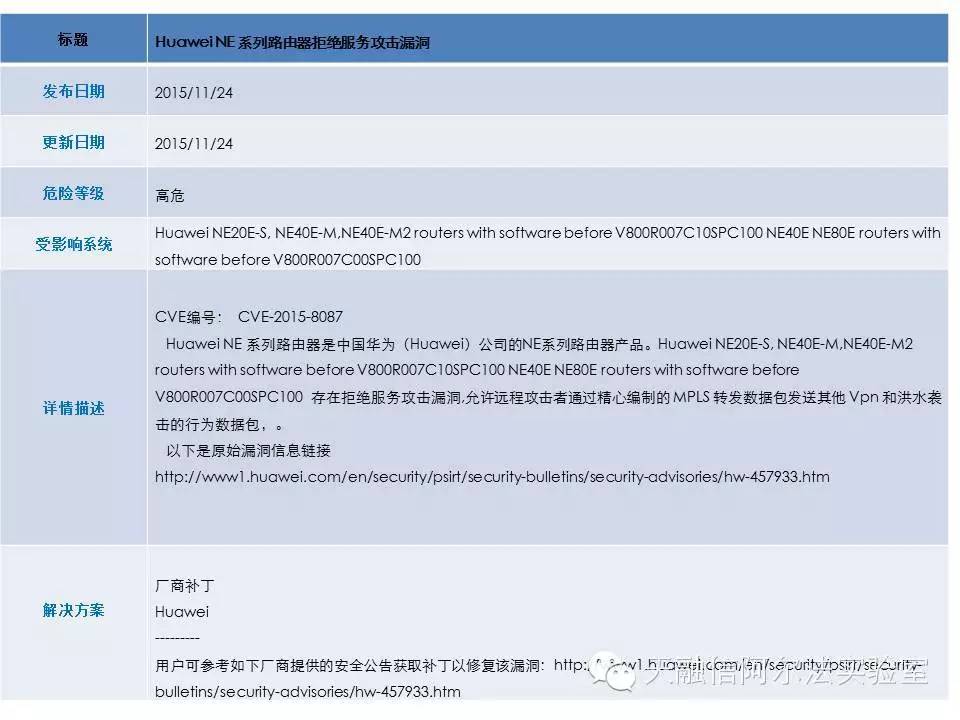 标题
Huawei NE 系列路由器拒绝服务攻击漏洞
发布日期
2015/11/24
更新日期
2015/11/24
危险等级
高危
受影响系统
Huawei NE20E-S, NE40E-M,NE40E-M2 routers with software before V800R007C10SPC100 NE40E NE80E routers with
software before V800R007C00SPC100
详情描述
CVE编号： CVE-2015-8087
Huawei NE 系列路由器是中国华为（Huawei）公司的NE系列路由器产品。Huawei NE20E-S, NE40E-M,NE40E-M2
routers with software before V800R007C10SPC100 NE40E NE80E routers with software before
V800R007C00SPC100 存在拒绝服务攻击漏洞,允许远程攻击者通过精心编制的 MPLS 转发数据包发送其他 Vpn 和洪水袭
击的行为数据包，。
以下是原始漏洞信息链接
http://www1.huawei.com/en/security/psirt/security-bulletins/security-advisories/hw-457933.htm
解决方案
厂商补丁
Huawei
---------
用户可参考如下厂商提供的安全公告获取补丁以修复该漏洞：http://www1.huawei.com/en/security/psirt/security-
bulletins/security-advisories/hw-457933.htm
天融信阿尔法实验室